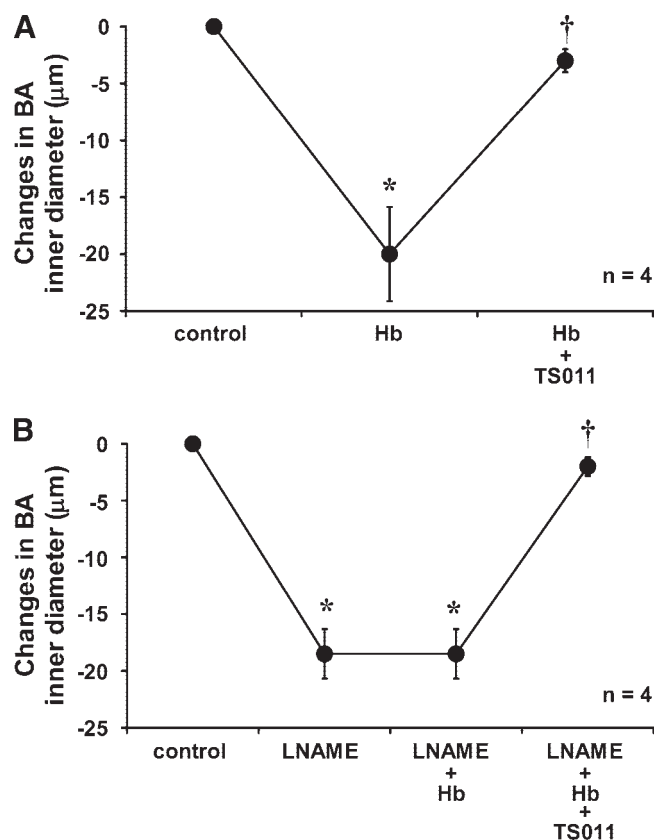 A
Changes in BA
inner diameter (μm)
0
-5
-10
-15
-20
-25
*
†
n = 4
control
Hb
Hb
+
TS011
B
Changes in BA
inner diameter (μm)
0
-5
-10
-15
-20
-25
*
*
†
n = 4
control
LNAME
LNAME
+
Hb
LNAME
+
Hb
+
TS011